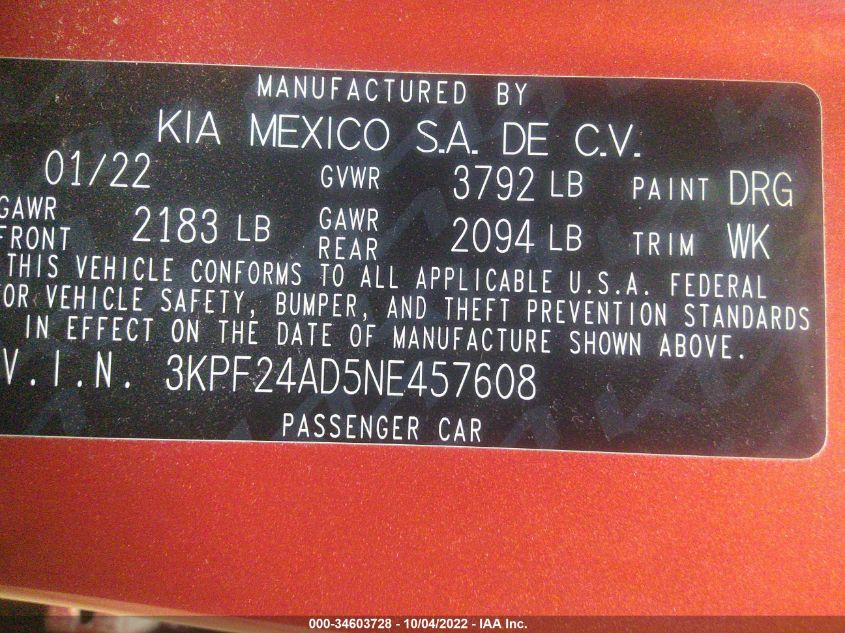 MANUFACTURED BY
KIA MEXICO S.A. DE C.V.
01/22 GVWR 3792 LB PAINT DRG
GAWR FRONT 2183 LB GAWR REAR 2094 LB TRIM WK
THIS VEHICLE CONFORMS TO ALL APPLICABLE U.S.A. FEDERAL
OR VEHICLE SAFETY, BUMPER, AND THEFT PREVENTION STANDARDS
IN EFFECT ON THE DATE OF MANUFACTURE SHOWN ABOVE.
V.I.N. 3KPF24AD5NE457608
PASSENGER CAR
000-34603728 - 10/04/2022 - IAA Inc.